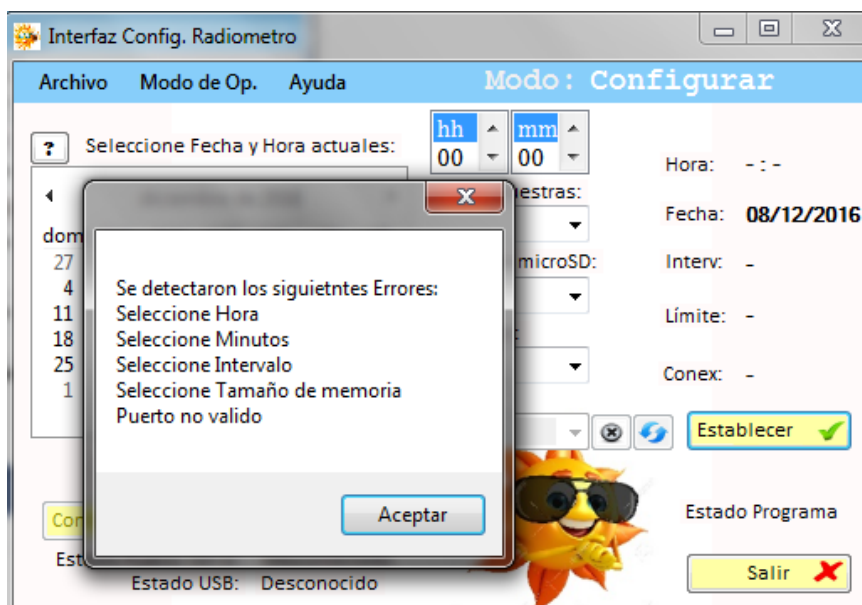 Interfaz Config. Radiometro
Archivo Modo de Op. Ayuda Modo: Configurar
? Seleccione Fecha y Hora actuales:
hh mm
00 00
Hora: -:-
estras:
Fecha: 08/12/2016
dom
27
microSD:
Interv: -
4
11
18
25
1
Límite: -
Conex: -
Se detectaron los siguietntes Errores:
Seleccione Hora
Seleccione Minutos
Seleccione Intervalo
Seleccione Tamaño de memoria
Puerto no valido
Aceptar
Establecer
Con
Estado Programa
Est
Estado USB: Desconocido
Salir